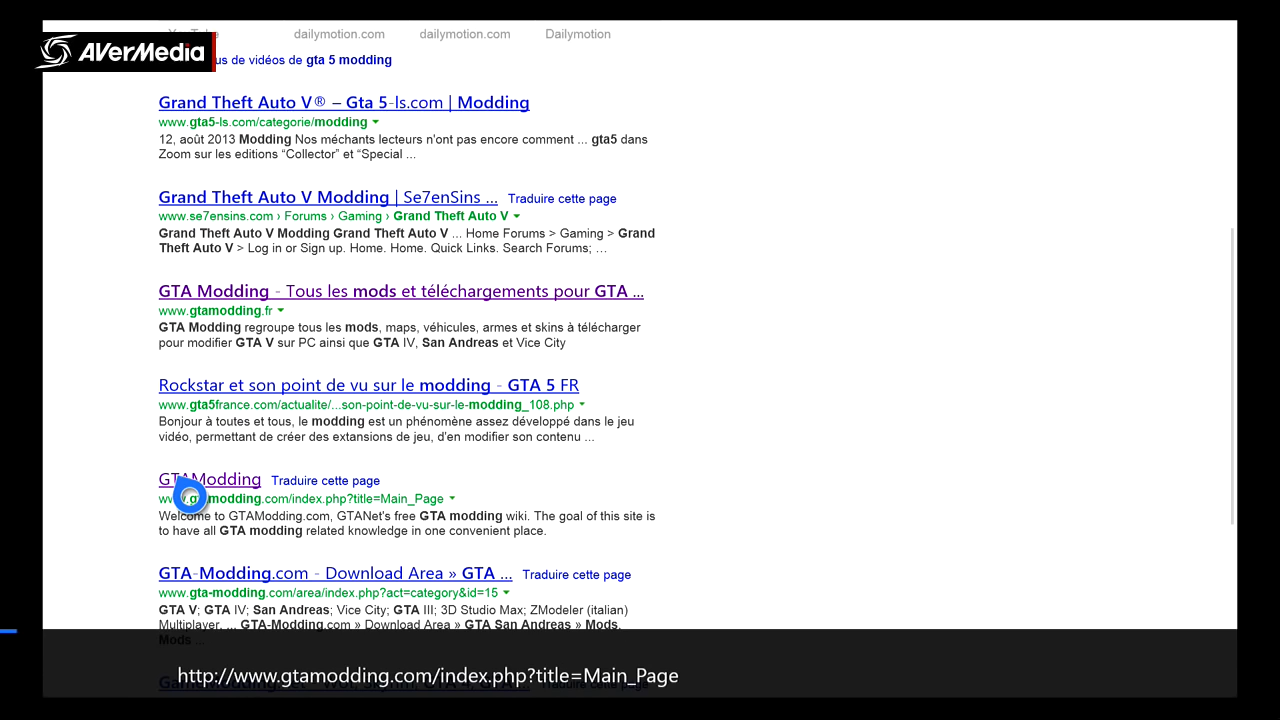 dailymotion.com dailymotion.com Dailymotion
AVerMedia
us de vidéos de gta 5 modding
Grand Theft Auto V® – Gta 5-ls.com | Modding
www.gta5-ls.com/categorie/modding
12, août 2013 Modding Nos méchants lecteurs n'ont pas encore comment ... gta5 dans
Zoom sur les editions “Collector” et “Special ...
Grand Theft Auto V Modding | Se7enSins ... Traduire cette page
www.se7ensins.com › Forums › Gaming › Grand Theft Auto V
Grand Theft Auto V Modding Grand Theft Auto V ... Home Forums > Gaming > Grand
Theft Auto V > Log in or Sign up. Home. Home. Quick Links. Search Forums; ...
GTA Modding - Tous les mods et téléchargements pour GTA ...
www.gtamodding.fr
GTA Modding regroupe tous les mods, maps, véhicules, armes et skins à télécharger
pour modifier GTA V sur PC ainsi que GTA IV, San Andreas et Vice City
Rockstar et son point de vu sur le modding - GTA 5 FR
www.gta5france.com/actualite/...son-point-de-vu-sur-le-modding_108.php
Bonjour à toutes et tous, le modding est un phénomène assez développé dans le jeu
vidéo, permettant de créer des extansions de jeu, d'en modifier son contenu ...
GTAModding Traduire cette page
www.gtamodding.com/index.php?title=Main_Page
Welcome to GTAModding.com, GTANet's free GTA modding wiki. The goal of this site is
to have all GTA modding related knowledge in one convenient place.
GTA-Modding.com - Download Area » GTA ... Traduire cette page
www.gta-modding.com/area/index.php?act=category&id=15
GTA V; GTA IV; San Andreas; Vice City; GTA III; 3D Studio Max; ZModeler (italian)
Multiplayer. ... GTA-Modding.com » Download Area » GTA San Andreas » Mods.
Mods ...
http://www.gtamodding.com/index.php?title=Main_Page